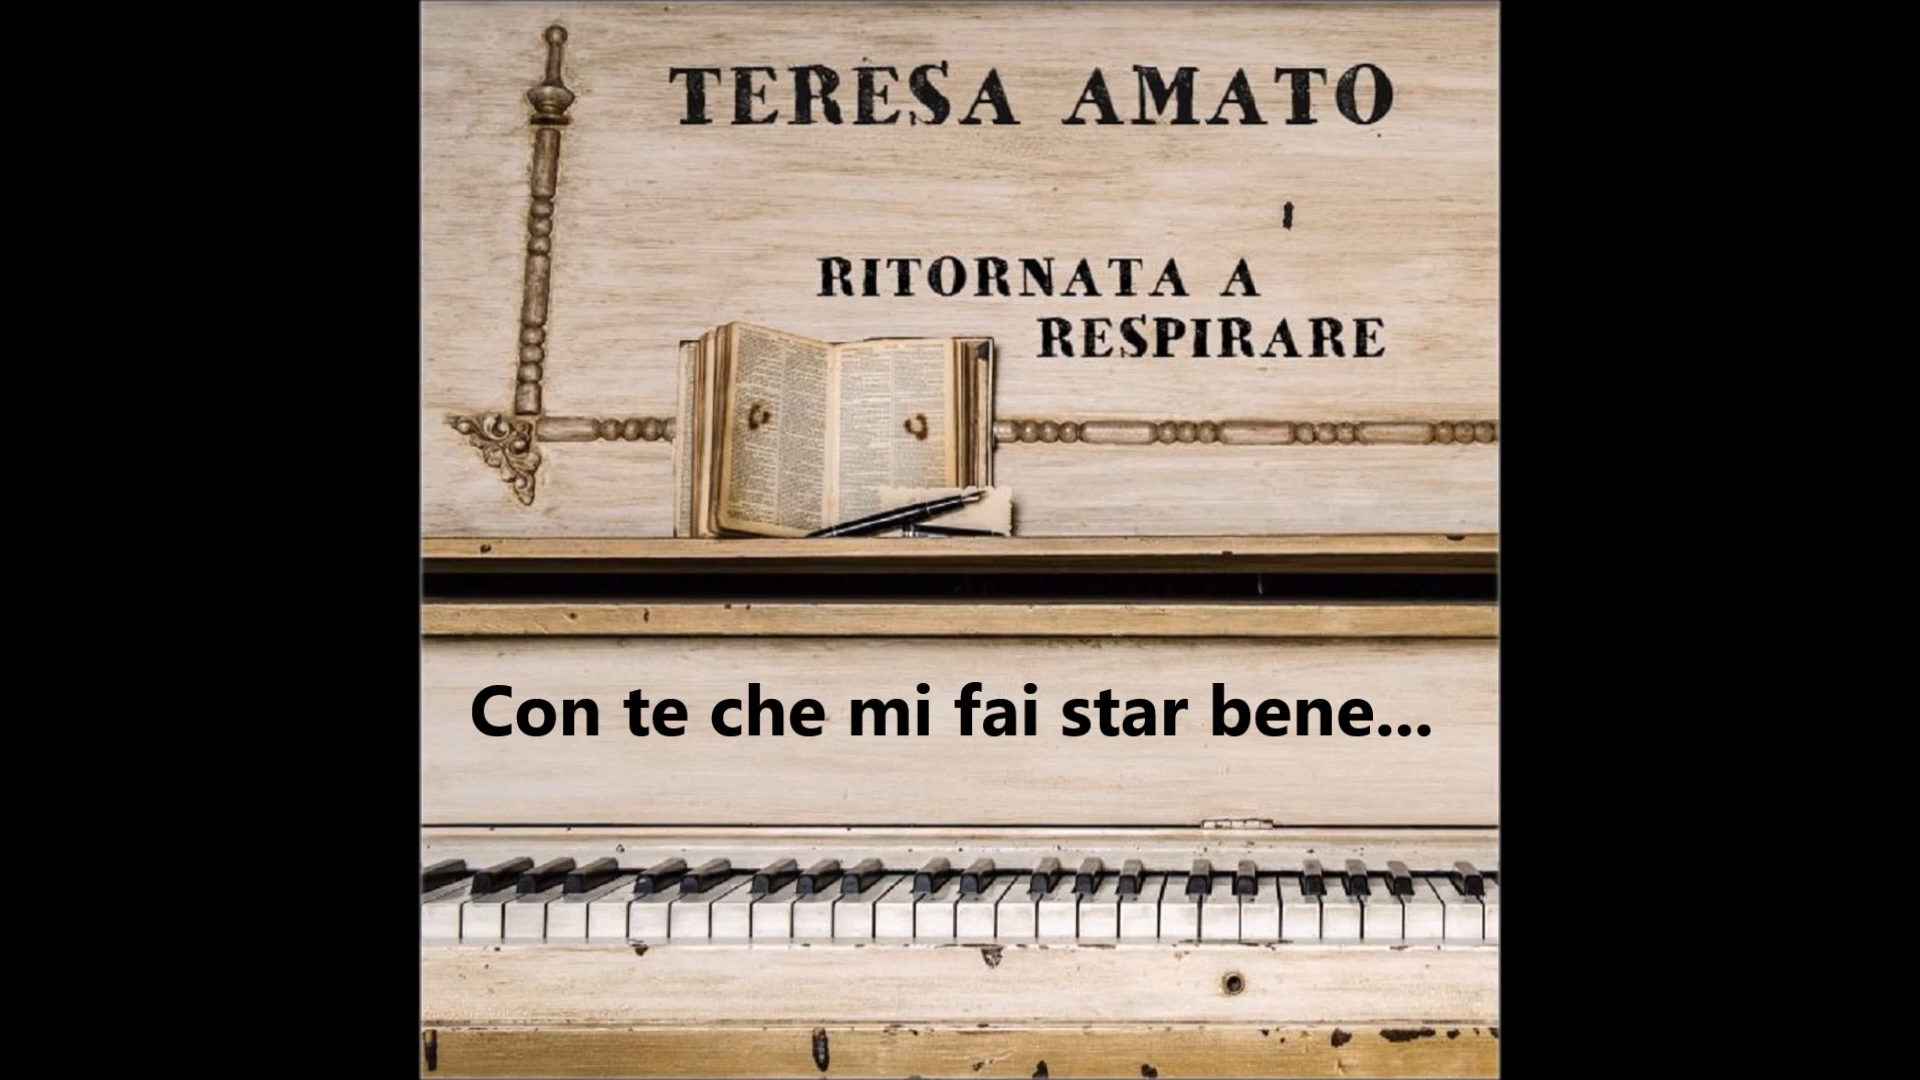 TERESA AMATO
RITORNATA A
RESPIRARE
Con te che mi fai star bene...